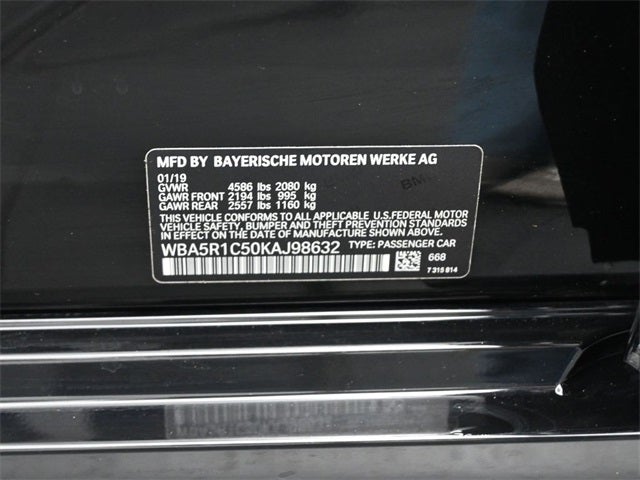 MFD BY BAYERISCHE MOTOREN WERKE AG
01/19
GVWR 4586 lbs 2080 kg
GAWR FRONT 2194 lbs 995 kg
GAWR REAR 2557 lbs 1160 kg
THIS VEHICLE CONFORMS TO ALL APPLICABLE U.S.FEDERAL MOTOR
VEHICLE SAFETY, BUMPER, AND THEFT PREVENTION STANDARDS
IN EFFECT ON THE DATE OF MANUFACTURE SHOWN ABOVE.
WBA5R1C50KAJ98632 TYPE: PASSENGER CAR
668
7 315 814